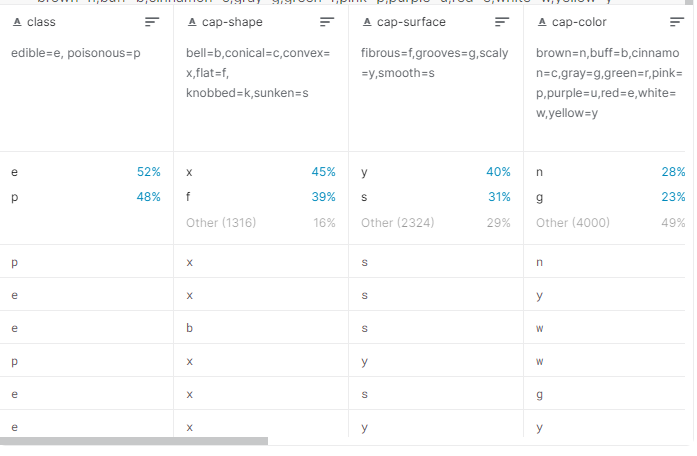 class cap-shape cap-surface cap-color
edible=e, poisonous=p
bell=b,conical=c,convex=
x,flat=f,
knobbed=k,sunken=s
fibrous=f,grooves=g,scaly
=y,smooth=s
brown=n,buff=b,cinnamo
n=c,gray=g,green=r,pink=
p,purple=u,red=e,white=
w,yellow=y
e 52% x 45% y 40% n 28%
p 48% f 39% s 31% g 23%
Other (1316) 16% Other (2324) 29% Other (4000) 49%
p x s n
e x s y
e b s w
p x y w
e x s g
e x y y